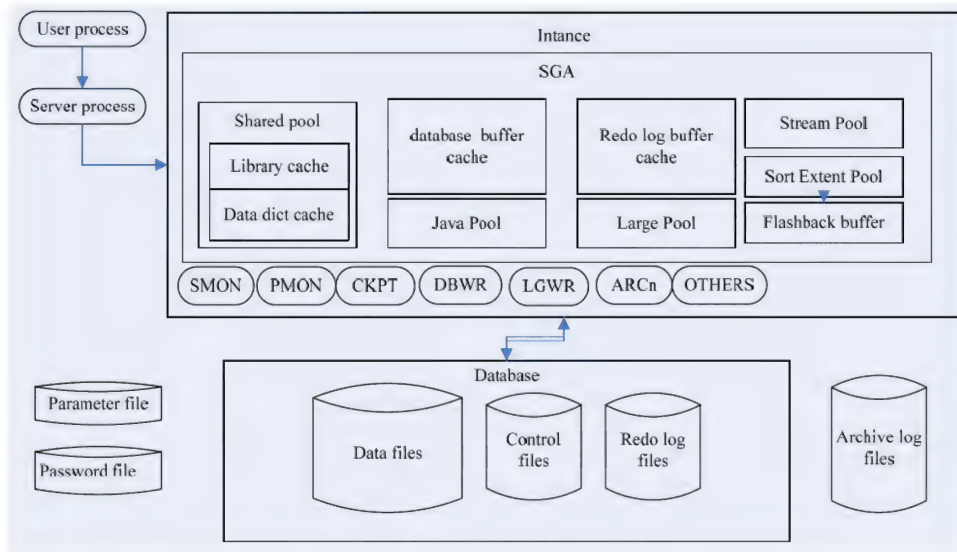 User process
Server process
Intance
SGA
Shared pool
Library cache
Data dict cache
database buffer
cache
Java Pool
Redo log buffer
cache
Large Pool
Stream Pool
Sort Extent Pool
Flashback buffer
SMON
PMON
CKPT
DBWR
LGWR
ARCn
OTHERS
Parameter file
Password file
Database
Data files
Control
files
Redo log
files
Archive log
files